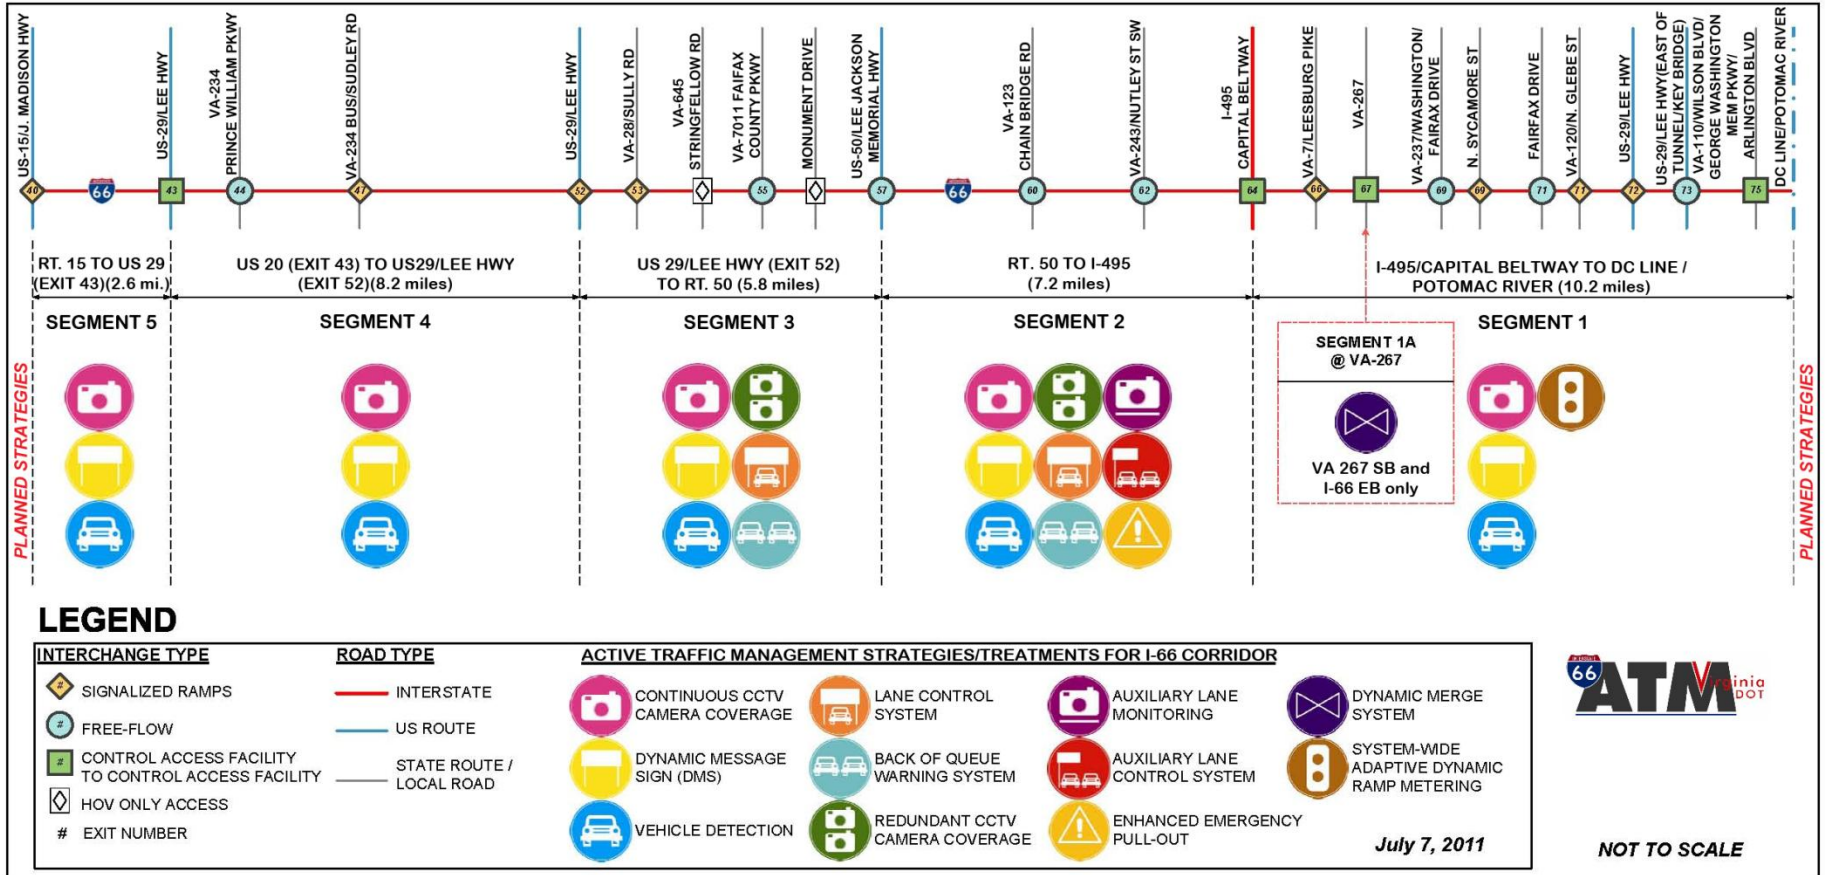 US-15/J. MADISON HWY
US-29/LEE HWY
VA-234
PRINCE WILLIAM PKWY
VA-234 BUS/SUDLEY RD
US-29/LEE HWY
VA-28/SULLY RD
VA-645
STRINGFELLOW RD
VA-7011 FAIFAX
COUNTY PKWY
MONUMENT DRIVE
US-50/LEE JACKSON
MEMORIAL HWY
VA-123
CHAIN BRIDGE RD
VA-243/NUTLEY ST SW
I-495
CAPITAL BELTWAY
VA-7/LEESBURG PIKE
VA-267
VA-237/WASHINGTON/
FAIRAX DRIVE
N. SYCAMORE ST
FAIRFAX DRIVE
VA-120/N. GLEBE ST
US-29/LEE HWY
US-29/LEE HWY(EAST OF
TUNNEL/KEY BRIDGE)
VA-110/WILSON BLVD/
GEORGE WASHINGTON
MEM PKWY/
ARLINGTON BLVD
DC LINE/POTOMAC RIVER
40
66
43
44
47
52
53
55
57
66
60
62
64
66
67
69
69
71
71
72
73
75
RT. 15 TO US 29
(EXIT 43)(2.6 mi.)
US 20 (EXIT 43) TO US29/LEE HWY
(EXIT 52)(8.2 miles)
US 29/LEE HWY (EXIT 52)
TO RT. 50 (5.8 miles)
RT. 50 TO I-495
(7.2 miles)
I-495/CAPITAL BELTWAY TO DC LINE /
POTOMAC RIVER (10.2 miles)
SEGMENT 5
SEGMENT 4
SEGMENT 3
SEGMENT 2
SEGMENT 1
SEGMENT 1A
@ VA-267
VA 267 SB and
I-66 EB only
PLANNED STRATEGIES
PLANNED STRATEGIES
LEGEND
INTERCHANGE TYPE
# SIGNALIZED RAMPS
# FREE-FLOW
# CONTROL ACCESS FACILITY
TO CONTROL ACCESS FACILITY
HOV ONLY ACCESS
# EXIT NUMBER
ROAD TYPE
INTERSTATE
US ROUTE
STATE ROUTE /
LOCAL ROAD
ACTIVE TRAFFIC MANAGEMENT STRATEGIES/TREATMENTS FOR I-66 CORRIDOR
CONTINUOUS CCTV
CAMERA COVERAGE
DYNAMIC MESSAGE
SIGN (DMS)
VEHICLE DETECTION
LANE CONTROL
SYSTEM
BACK OF QUEUE
WARNING SYSTEM
REDUNDANT CCTV
CAMERA COVERAGE
AUXILIARY LANE
MONITORING
AUXILIARY LANE
CONTROL SYSTEM
ENHANCED EMERGENCY
PULL-OUT
DYNAMIC MERGE
SYSTEM
SYSTEM-WIDE
ADAPTIVE DYNAMIC
RAMP METERING
July 7, 2011
66
ATM
Virginia
DOT
NOT TO SCALE